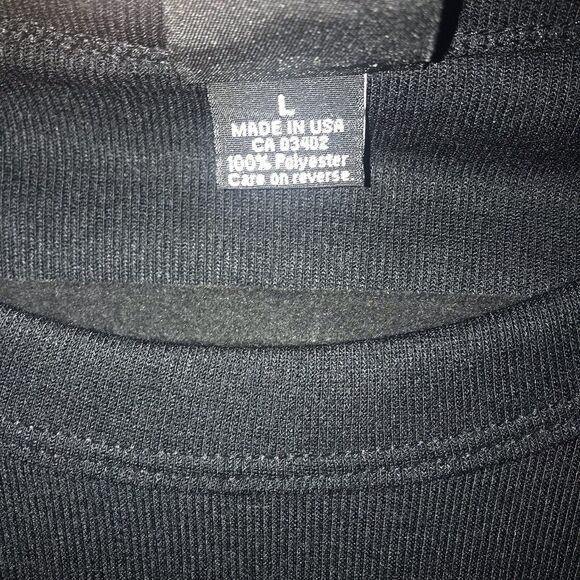 L
MADE IN USA
CA 03402
100% Polyester
Care on reverse.